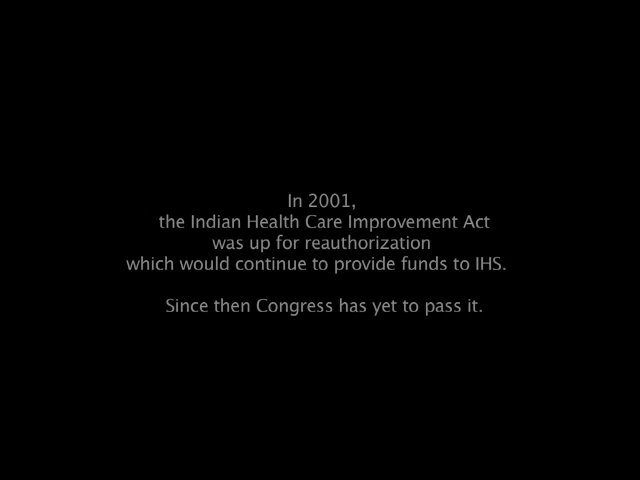 In 2001,
the Indian Health Care Improvement Act
was up for reauthorization
which would continue to provide funds to IHS.
Since then Congress has yet to pass it.